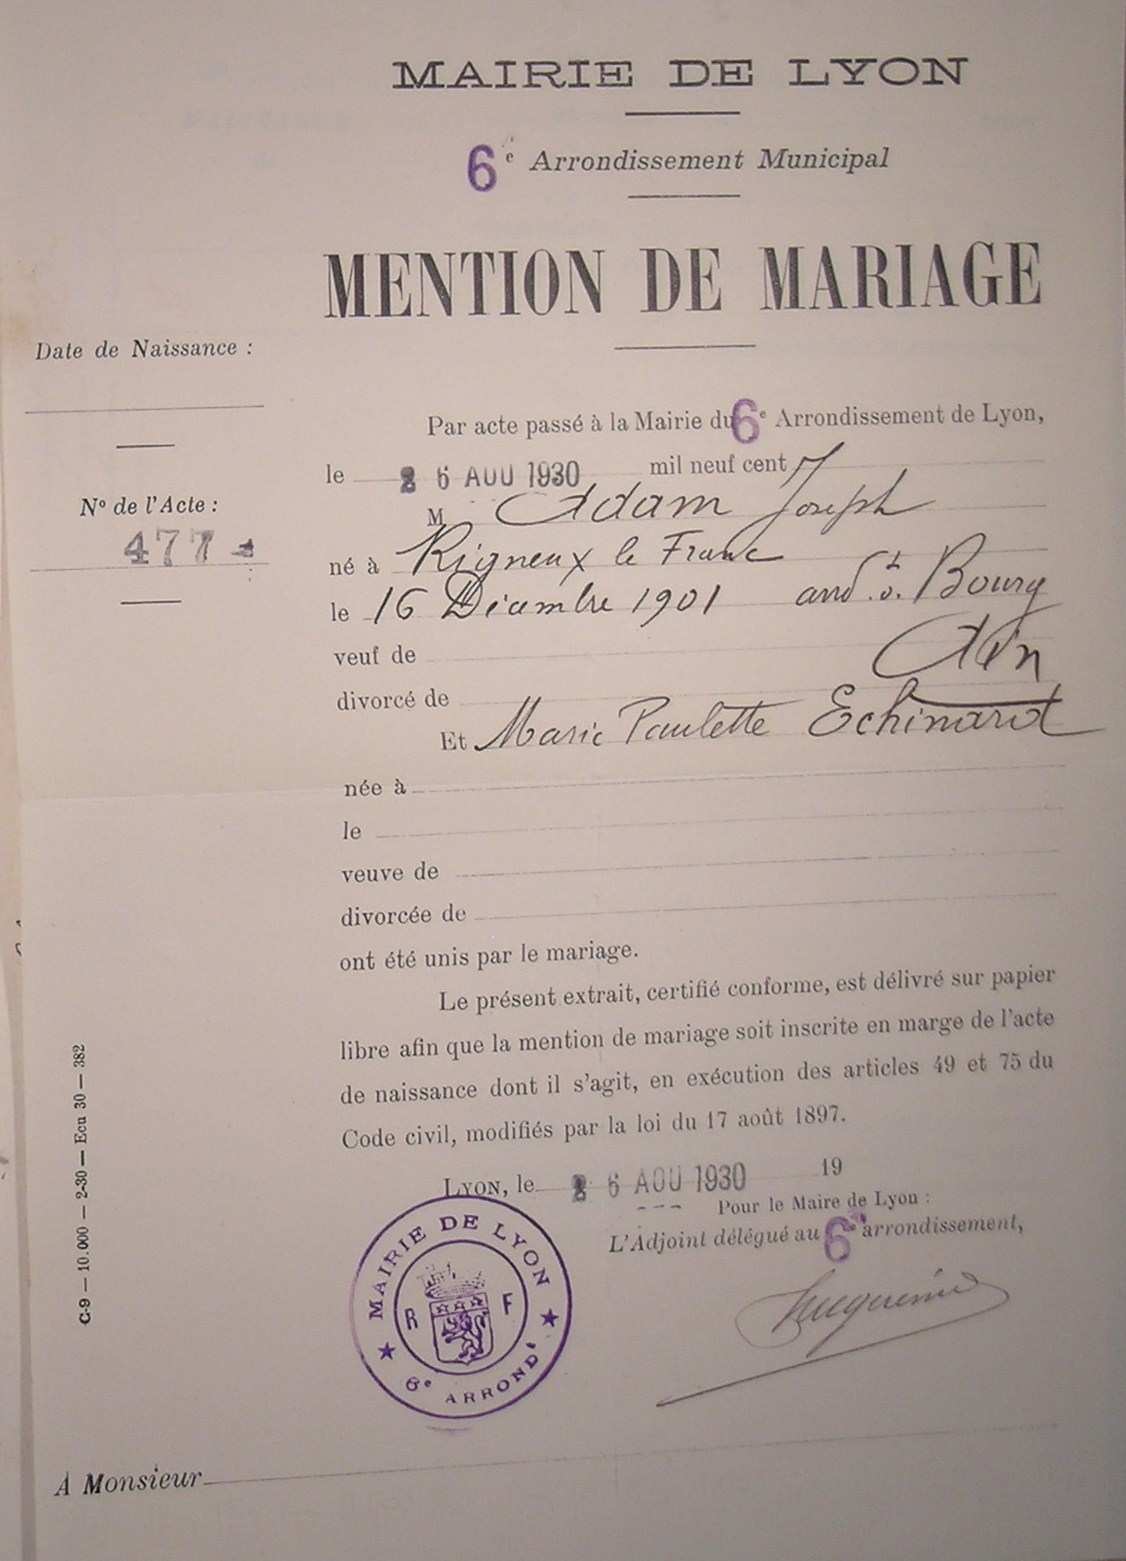 MAIRIE DE LYON
6e Arrondissement Municipal
MENTION DE MARIAGE
Date de Naissance :
N° de l'Acte :
477
Par acte passé à la Mairie du 6e Arrondissement de Lyon,
le 26 AOU 1930 mil neuf cent
M Adam Joseph
né à Rigneux le Franc
le 16 Décembre 1901 arrd. de Bourg
veuf de Ain
divorcé de
Et Marie Paulette Echinard
née à
le
veuve de
divorcée de
ont été unis par le mariage.
Le présent extrait, certifié conforme, est délivré sur papier
libre afin que la mention de mariage soit inscrite en marge de l'acte
de naissance dont il s'agit, en exécution des articles 49 et 75 du
Code civil, modifiés par la loi du 17 août 1897.
LYON, le 26 AOU 1930 19
Pour le Maire de Lyon :
L'Adjoint délégué au 6e arrondissement,
MAIRIE DE LYON
R F
6e ARRONDt
C-9 — 10.000 — 2-30 — Ecu 30 — 382
A Monsieur